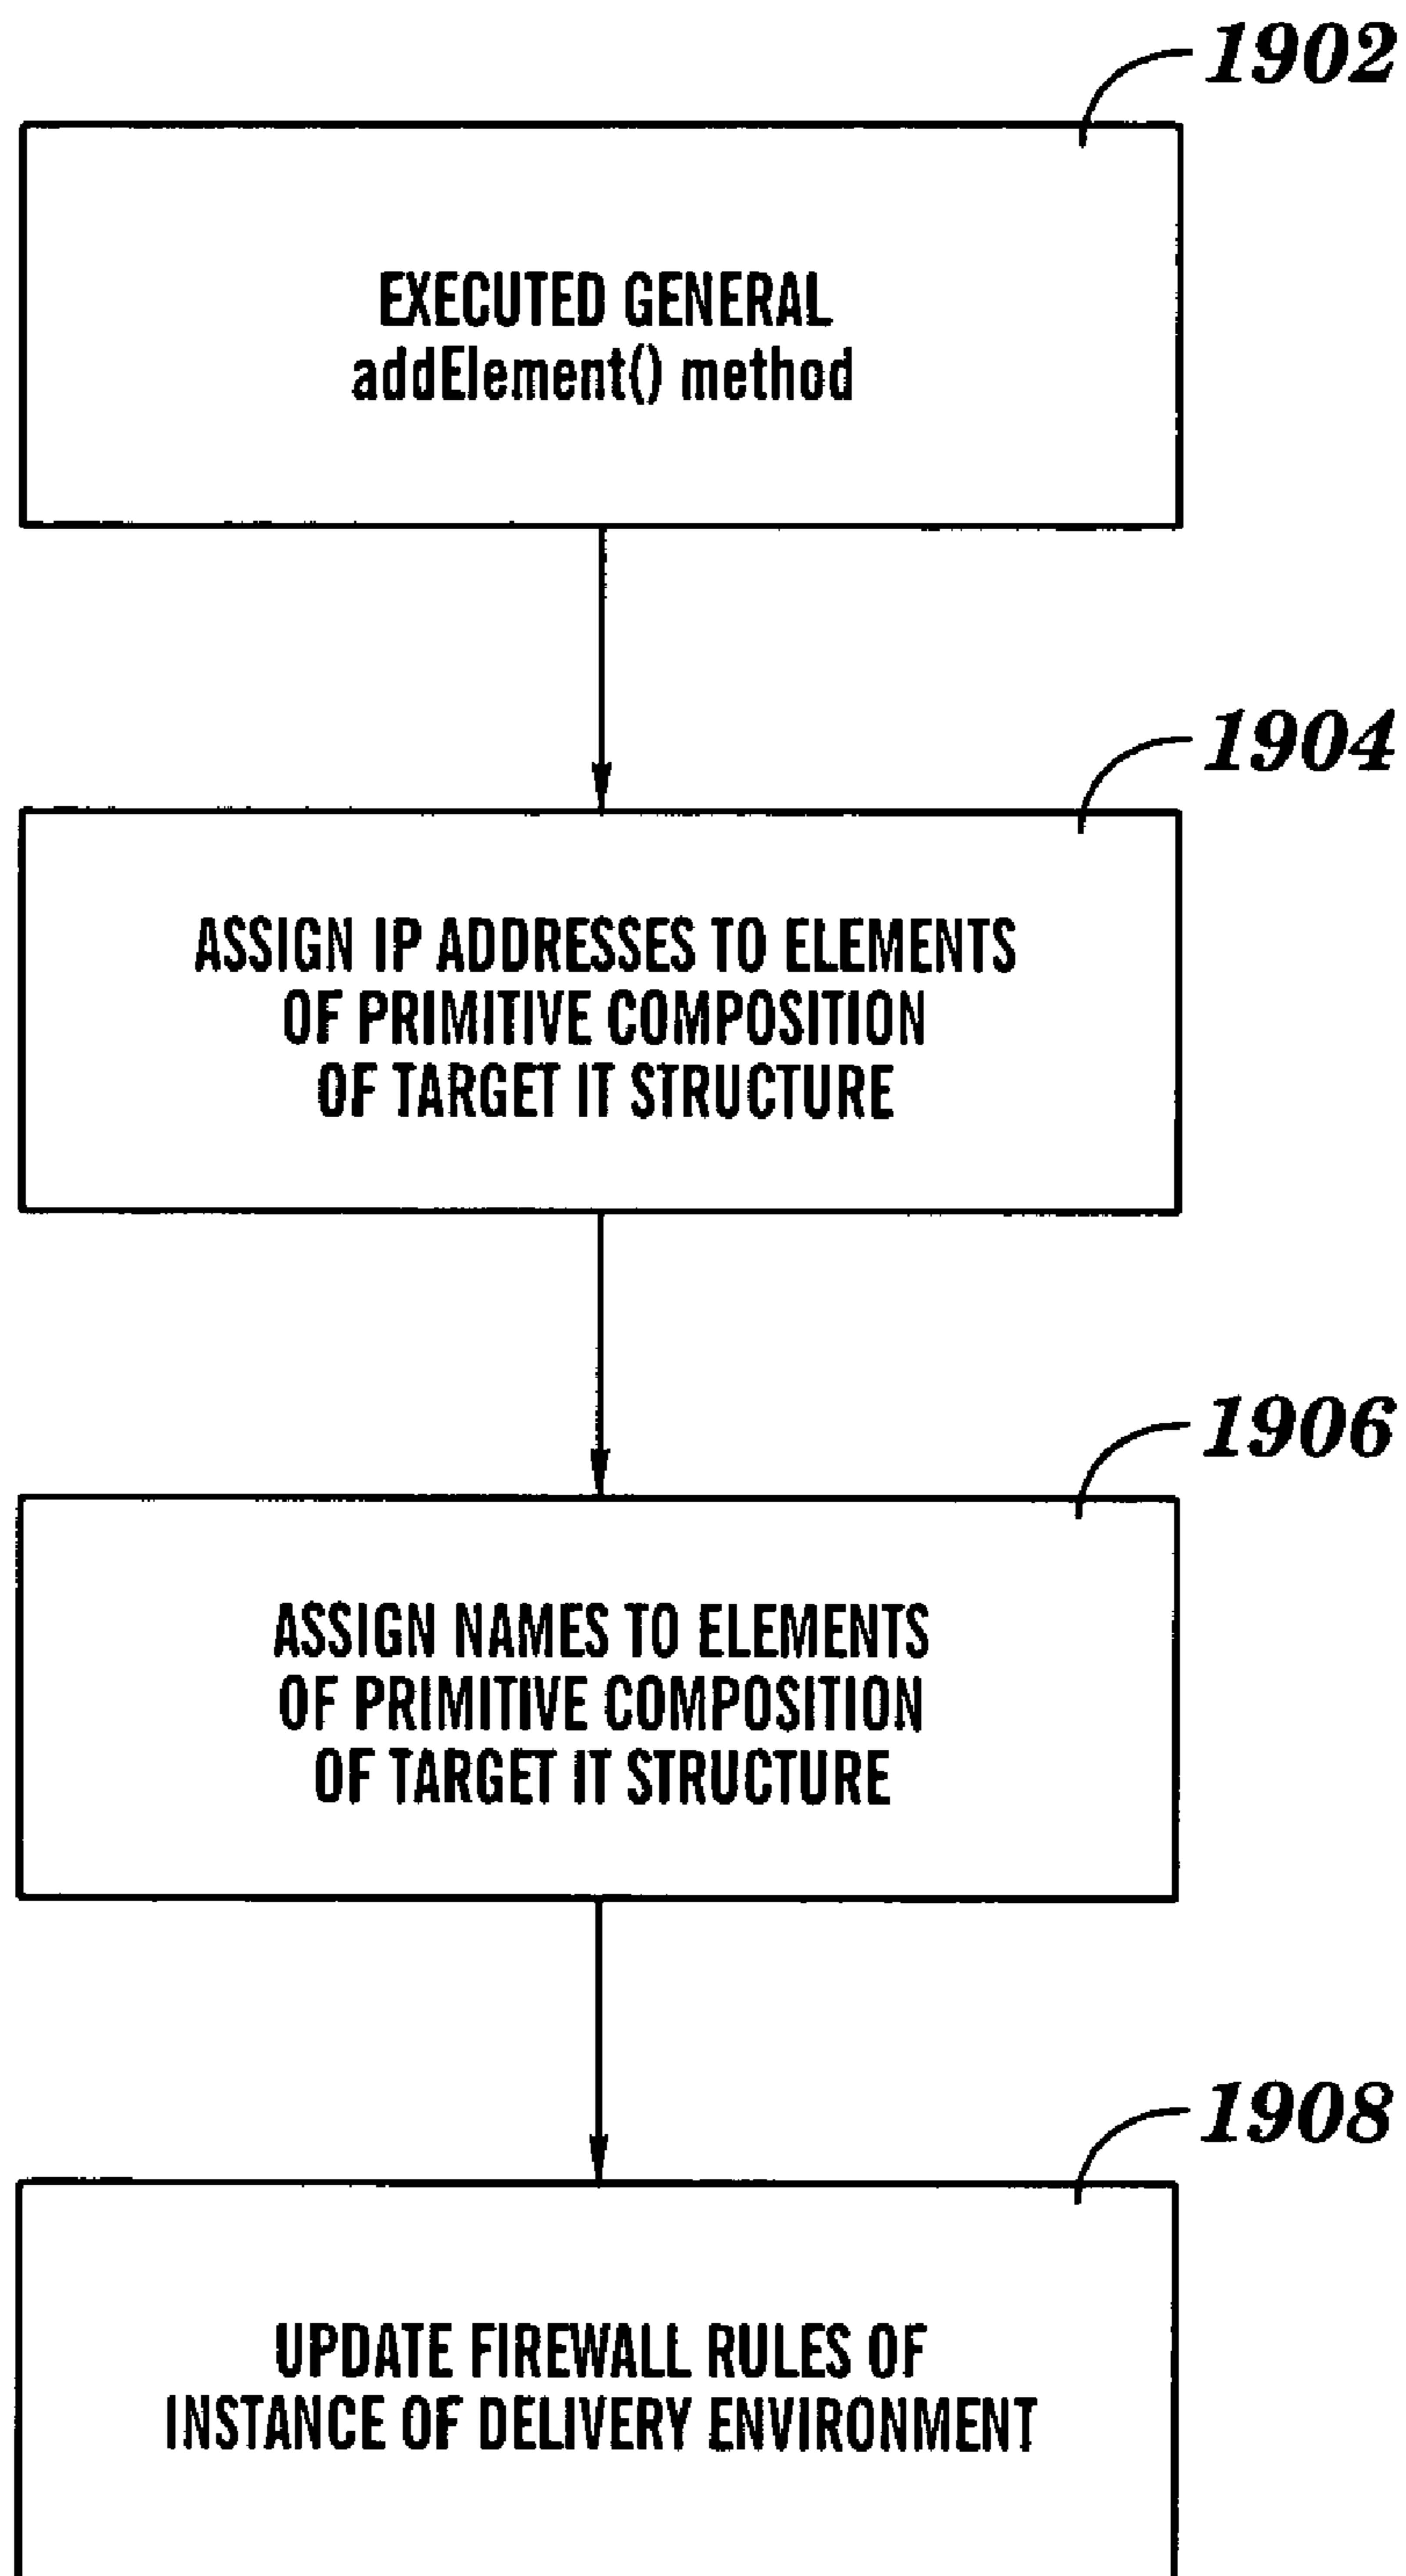 1902
EXECUTED GENERAL
addElement() method
1904
ASSIGN IP ADDRESSES TO ELEMENTS
OF PRIMITIVE COMPOSITION
OF TARGET IT STRUCTURE
1906
ASSIGN NAMES TO ELEMENTS
OF PRIMITIVE COMPOSITION
OF TARGET IT STRUCTURE
1908
UPDATE FIREWALL RULES OF
INSTANCE OF DELIVERY ENVIRONMENT